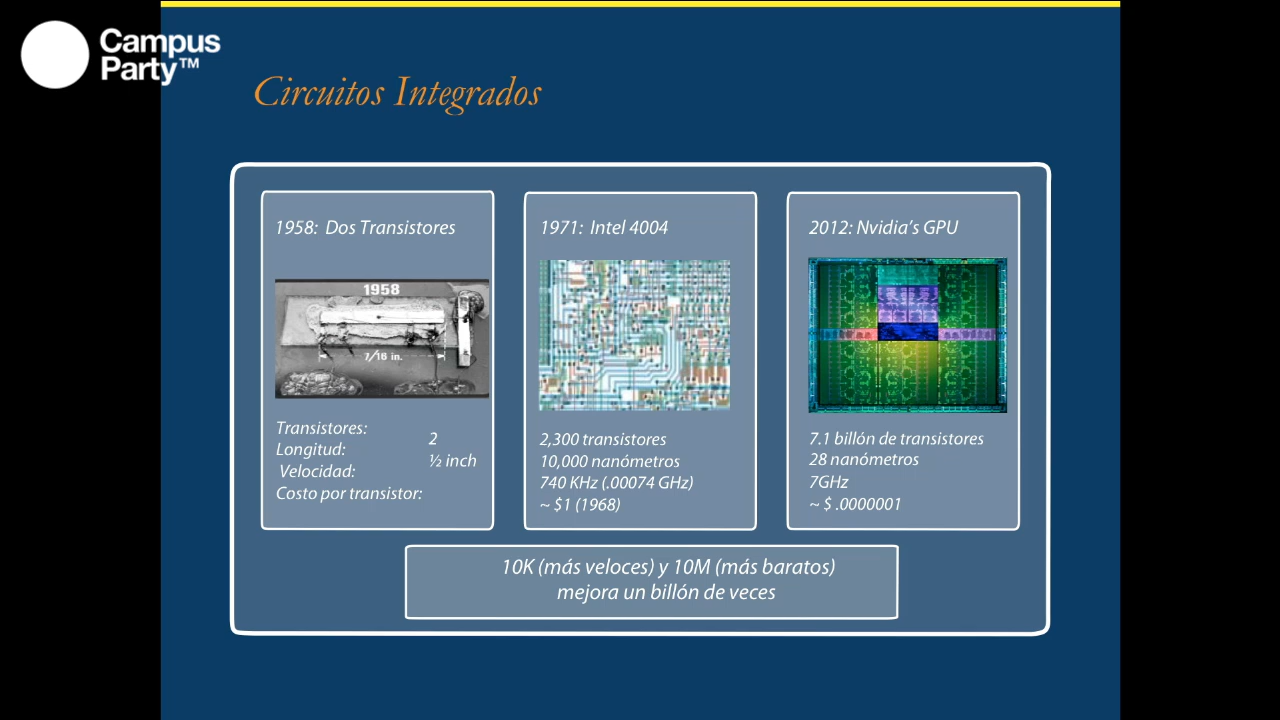 Campus
Party™
Circuitos Integrados
1958: Dos Transistores
1958
1/16 in.
Transistores:
2
Longitud:
½ inch
Velocidad:
Costo por transistor:
1971: Intel 4004
2,300 transistores
10,000 nanómetros
740 KHz (.00074 GHz)
~ $1 (1968)
2012: Nvidia's GPU
7.1 billón de transistores
28 nanómetros
7GHz
~ $ .0000001
10K (más veloces) y 10M (más baratos)
mejora un billón de veces